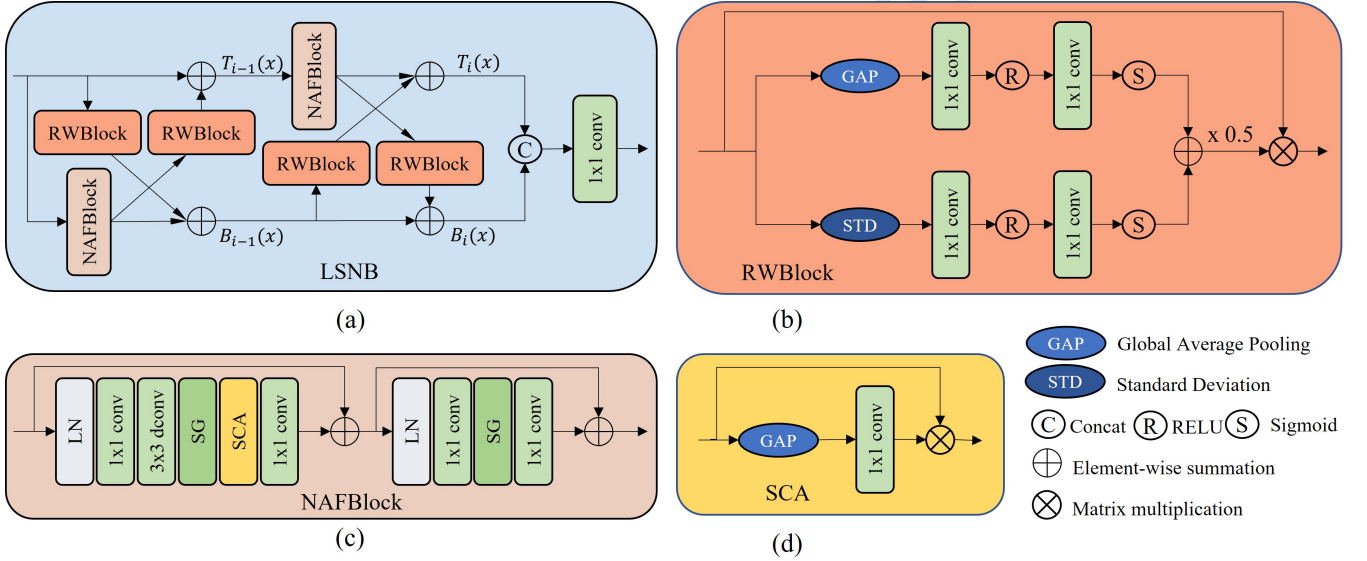 T_{i−1}(x)
NAFBlock
T_i(x)
RWBlock
RWBlock
RWBlock
RWBlock
C
1x1 conv
NAFBlock
B_{i−1}(x)
B_i(x)
LSNB
(a)
GAP
1x1 conv
R
1x1 conv
S
x 0.5
STD
1x1 conv
R
1x1 conv
S
RWBlock
(b)
LN
1x1 conv
3x3 dconv
SG
SCA
1x1 conv
LN
1x1 conv
SG
1x1 conv
NAFBlock
(c)
GAP
1x1 conv
SCA
(d)
GAP Global Average Pooling
STD Standard Deviation
C Concat R RELU S Sigmoid
Element-wise summation
Matrix multiplication